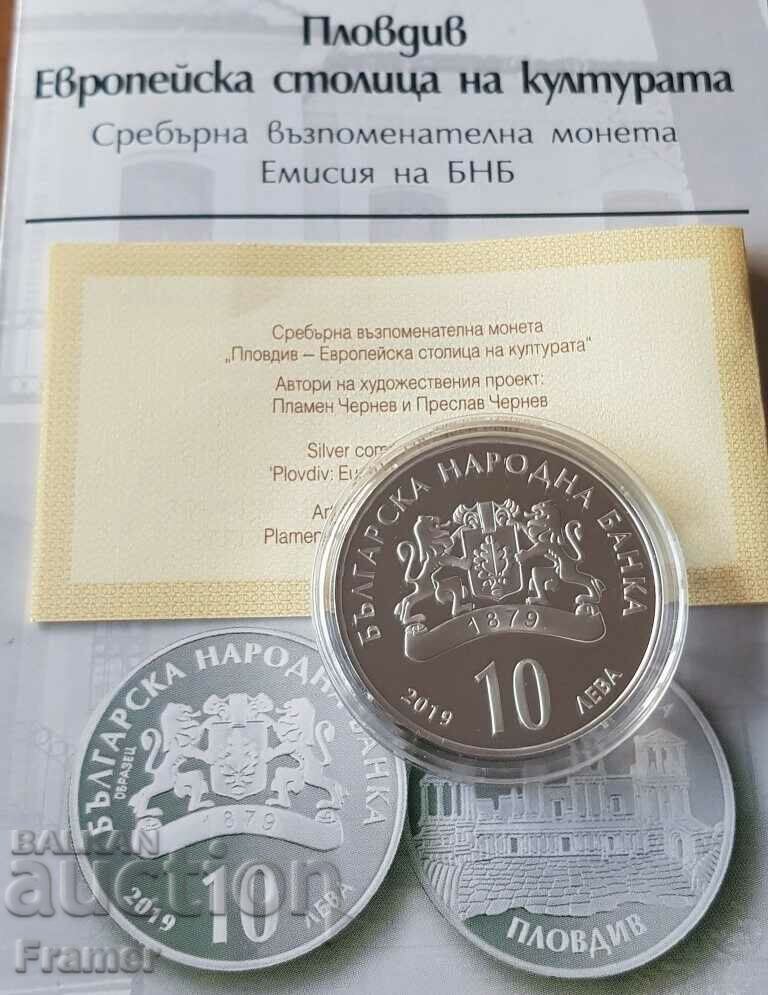 Пловдив
Европейска столица на културата
Сребърна възпоменателна монета
Емисия на БНБ
Сребърна възпоменателна монета
„Пловдив – Европейска столица на културата“
Автори на художествения проект:
Пламен Чернев и Преслав Чернев
Silver
'Plovdiv:
Plamen
БЪЛГАРСКА НАРОДНА БАНКА
1879
2019
10
ЛЕВА
БЪЛГАРСКА НАРОДНА БАНКА
ОБРАЗЕЦ
1879
2019
10
ЛЕВА
ПЛОВДИВ
BALKAN
auction
Framer